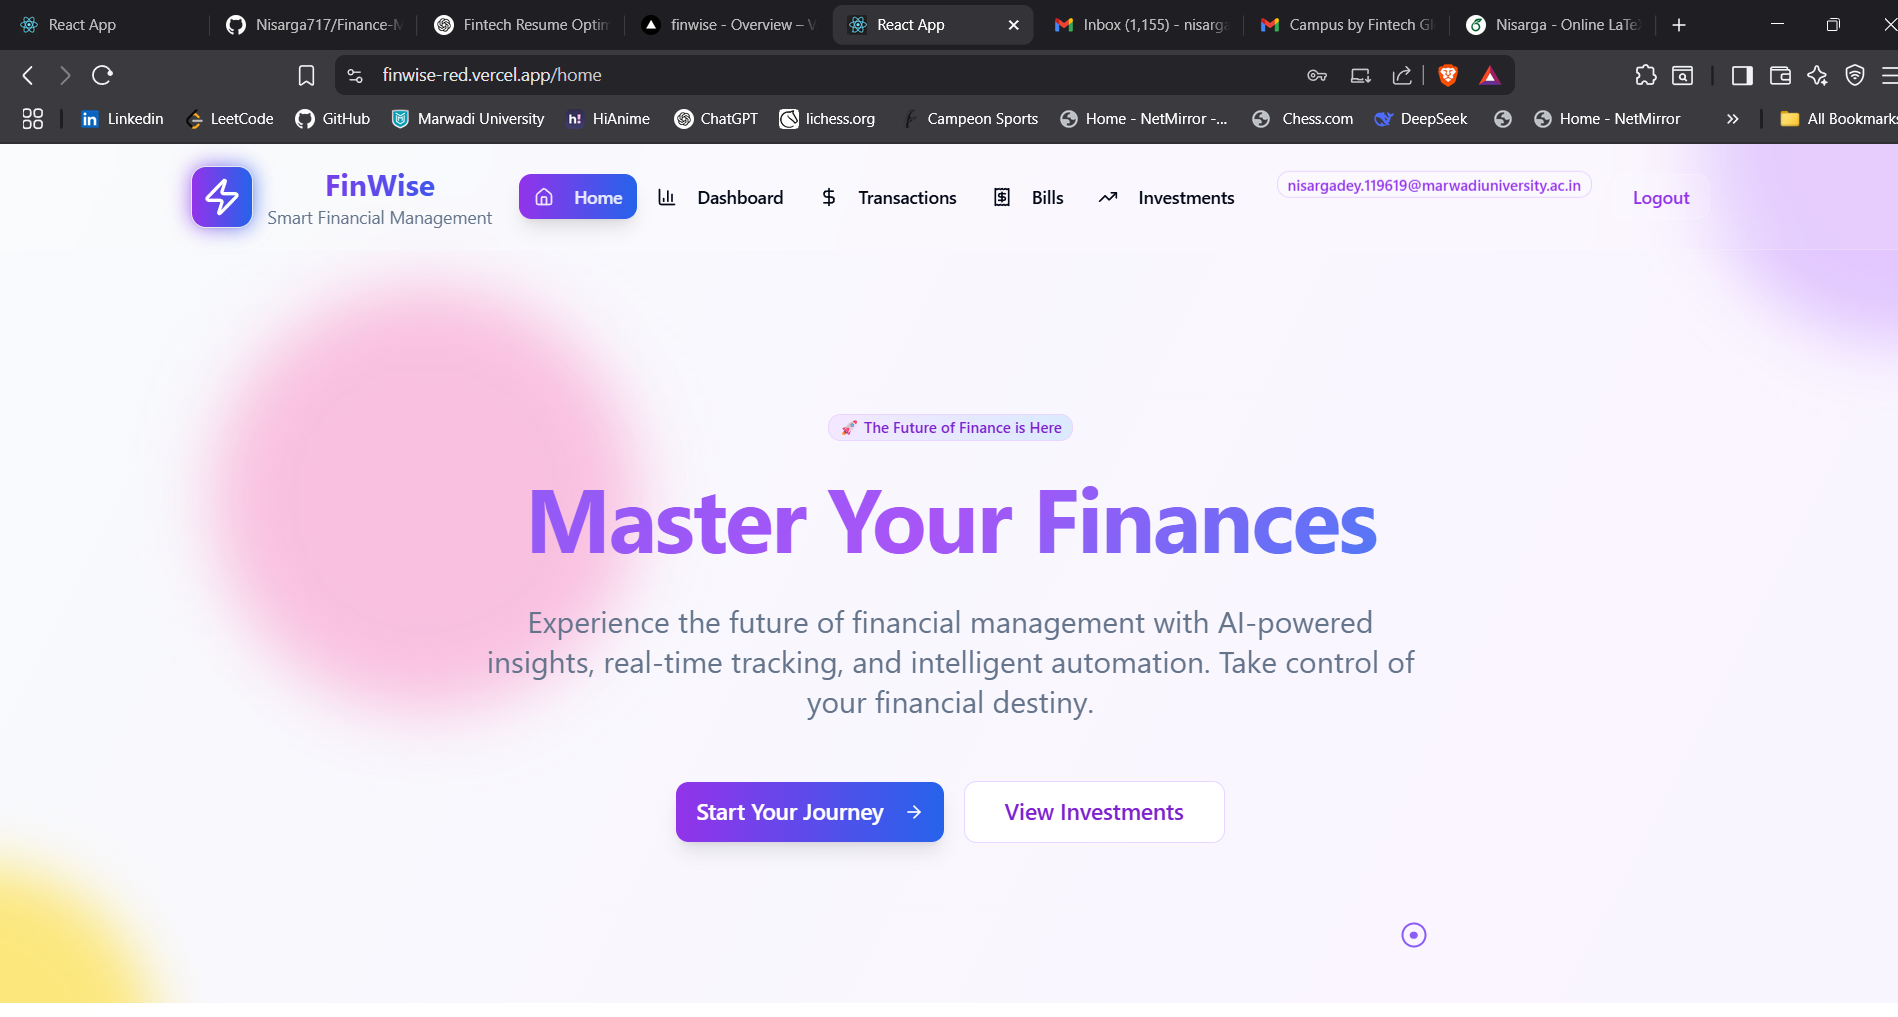 React App
Nisarga717/Finance-M
Fintech Resume Optim
finwise - Overview – V
React App
Inbox (1,155) - nisarga
Campus by Fintech Gl
Nisarga - Online LaTeX
finwise-red.vercel.app/home
Linkedin
LeetCode
GitHub
Marwadi University
h! HiAnime
ChatGPT
lichess.org
Campeon Sports
Home - NetMirror -...
Chess.com
DeepSeek
Home - NetMirror
All Bookmarks
FinWise
Smart Financial Management
Home
Dashboard
Transactions
Bills
Investments
nisargadey.119619@marwadiuniversity.ac.in
Logout
🚀 The Future of Finance is Here
Master Your Finances
Experience the future of financial management with AI-powered
insights, real-time tracking, and intelligent automation. Take control of
your financial destiny.
Start Your Journey →
View Investments